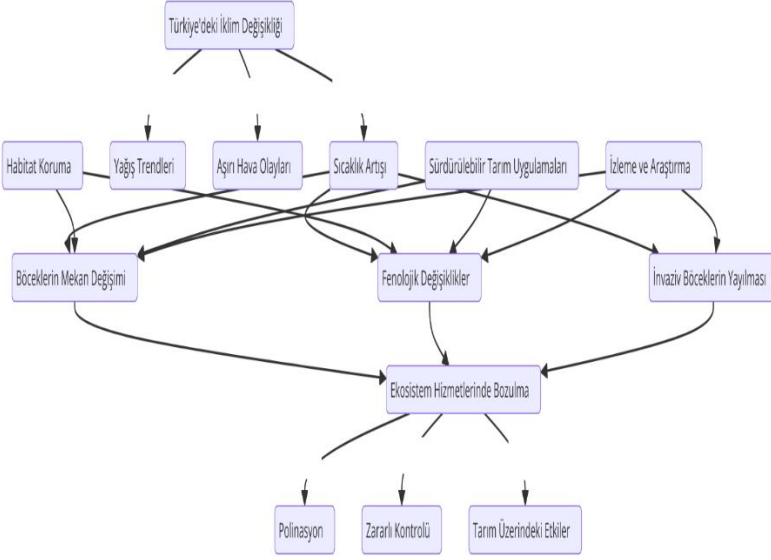 Türkiye'deki İklim Değişikliği
Habitat Koruma
Yağış Trendleri
Aşırı Hava Olayları
Sıcaklık Artışı
Sürdürülebilir Tarım Uygulamaları
İzleme ve Araştırma
Böceklerin Mekan Değişimi
Fenolojik Değişiklikler
İnvaziv Böceklerin Yayılması
Ekosistem Hizmetlerinde Bozulma
Polinasyon
Zararlı Kontrolü
Tarım Üzerindeki Etkiler